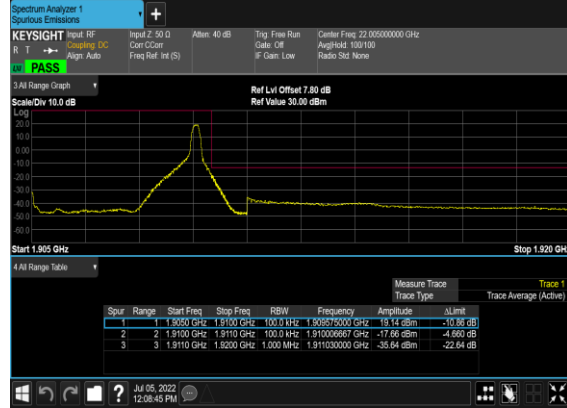 Spectrum Analyzer 1
Spurious Emissions
KEYSIGHT Input: RF Input Z: 50 Ω Atten: 40 dB Trig: Free Run Center Freq: 22.005000000 GHz
R T Coupling: DC Corr CCorr Gate: Off Avg|Hold: 100/100
Align: Auto Freq Ref: Int (S) IF Gain: Low Radio Std: None
PASS
3 All Range Graph
Ref Lvl Offset 7.80 dB
Scale/Div 10.0 dB Ref Value 30.00 dBm
Log
20.0
10.0
0.00
-10.0
-20.0
-30.0
-40.0
-50.0
-60.0
Start 1.905 GHz Stop 1.920 GH
4 All Range Table
Measure Trace Trace 1
Trace Type Trace Average (Active)
Spur Range Start Freq Stop Freq RBW Frequency Amplitude ΔLimit
1 1 1.9050 GHz 1.9100 GHz 100.0 kHz 1.909575000 GHz 19.14 dBm -10.86 dB
2 2 1.9100 GHz 1.9110 GHz 100.0 kHz 1.910006667 GHz -17.66 dBm -4.660 dB
3 3 1.9110 GHz 1.9200 GHz 1.000 MHz 1.911030000 GHz -35.64 dBm -22.64 dB
? Jul 05, 2022
12:08:45 PM